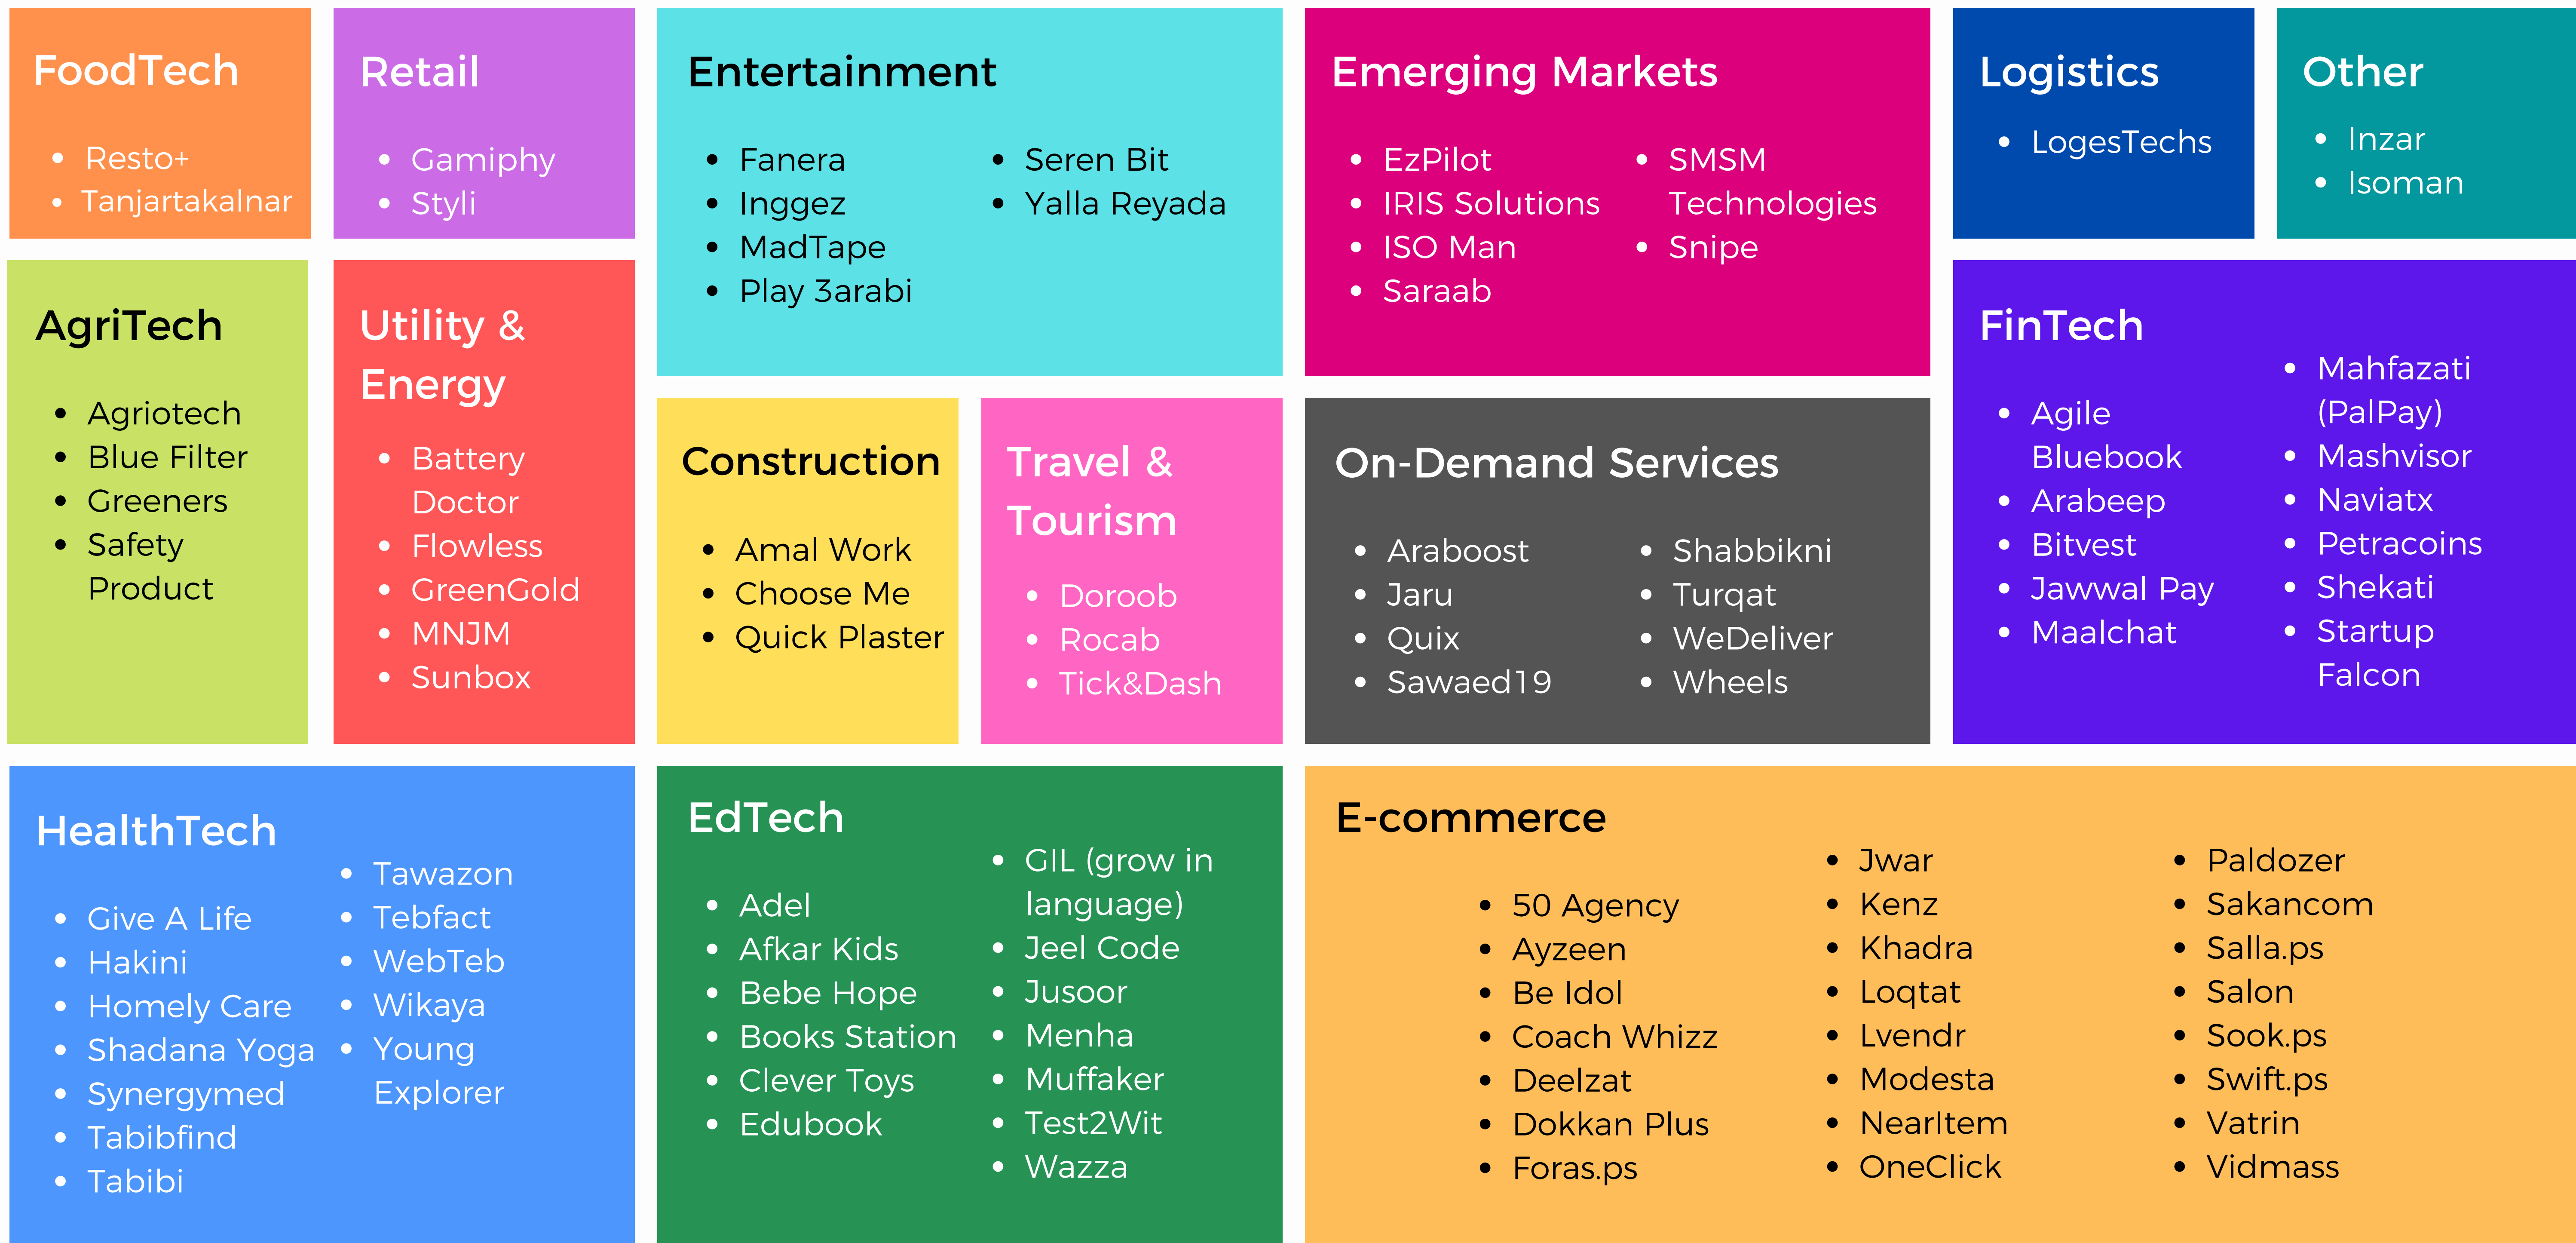 FoodTech
Resto+
Tanjartakalnar
Retail
Gamiphy
Styli
Entertainment
Fanera
Inggez
MadTape
Play 3arabi
Seren Bit
Yalla Reyada
Emerging Markets
EzPilot
IRIS Solutions
ISO Man
Saraab
SMSM
Technologies
Snipe
Logistics
LogesTechs
Other
Inzar
Isoman
AgriTech
Agriotech
Blue Filter
Greeners
Safety
Product
Utility &
Energy
Battery
Doctor
Flowless
GreenGold
MNJM
Sunbox
Construction
Amal Work
Choose Me
Quick Plaster
Travel &
Tourism
Doroob
Rocab
Tick&Dash
On-Demand Services
Araboost
Jaru
Quix
Sawaed19
Shabbikni
Turqat
WeDeliver
Wheels
FinTech
Agile
Bluebook
Arabeep
Bitvest
Jawwal Pay
Maalchat
Mahfazati
(PalPay)
Mashvisor
Naviatx
Petracoins
Shekati
Startup
Falcon
HealthTech
Give A Life
Hakini
Homely Care
Shadana Yoga
Synergymed
Tabibfind
Tabibi
Tawazon
Tebfact
WebTeb
Wikaya
Young
Explorer
EdTech
Adel
Afkar Kids
Bebe Hope
Books Station
Clever Toys
Edubook
GIL (grow in
language)
Jeel Code
Jusoor
Menha
Muffaker
Test2Wit
Wazza
E-commerce
50 Agency
Ayzeen
Be Idol
Coach Whizz
Deelzat
Dokkan Plus
Foras.ps
Jwar
Kenz
Khadra
Loqtat
Lvendr
Modesta
NearItem
OneClick
Paldozer
Sakancom
Salla.ps
Salon
Sook.ps
Swift.ps
Vatrin
Vidmass